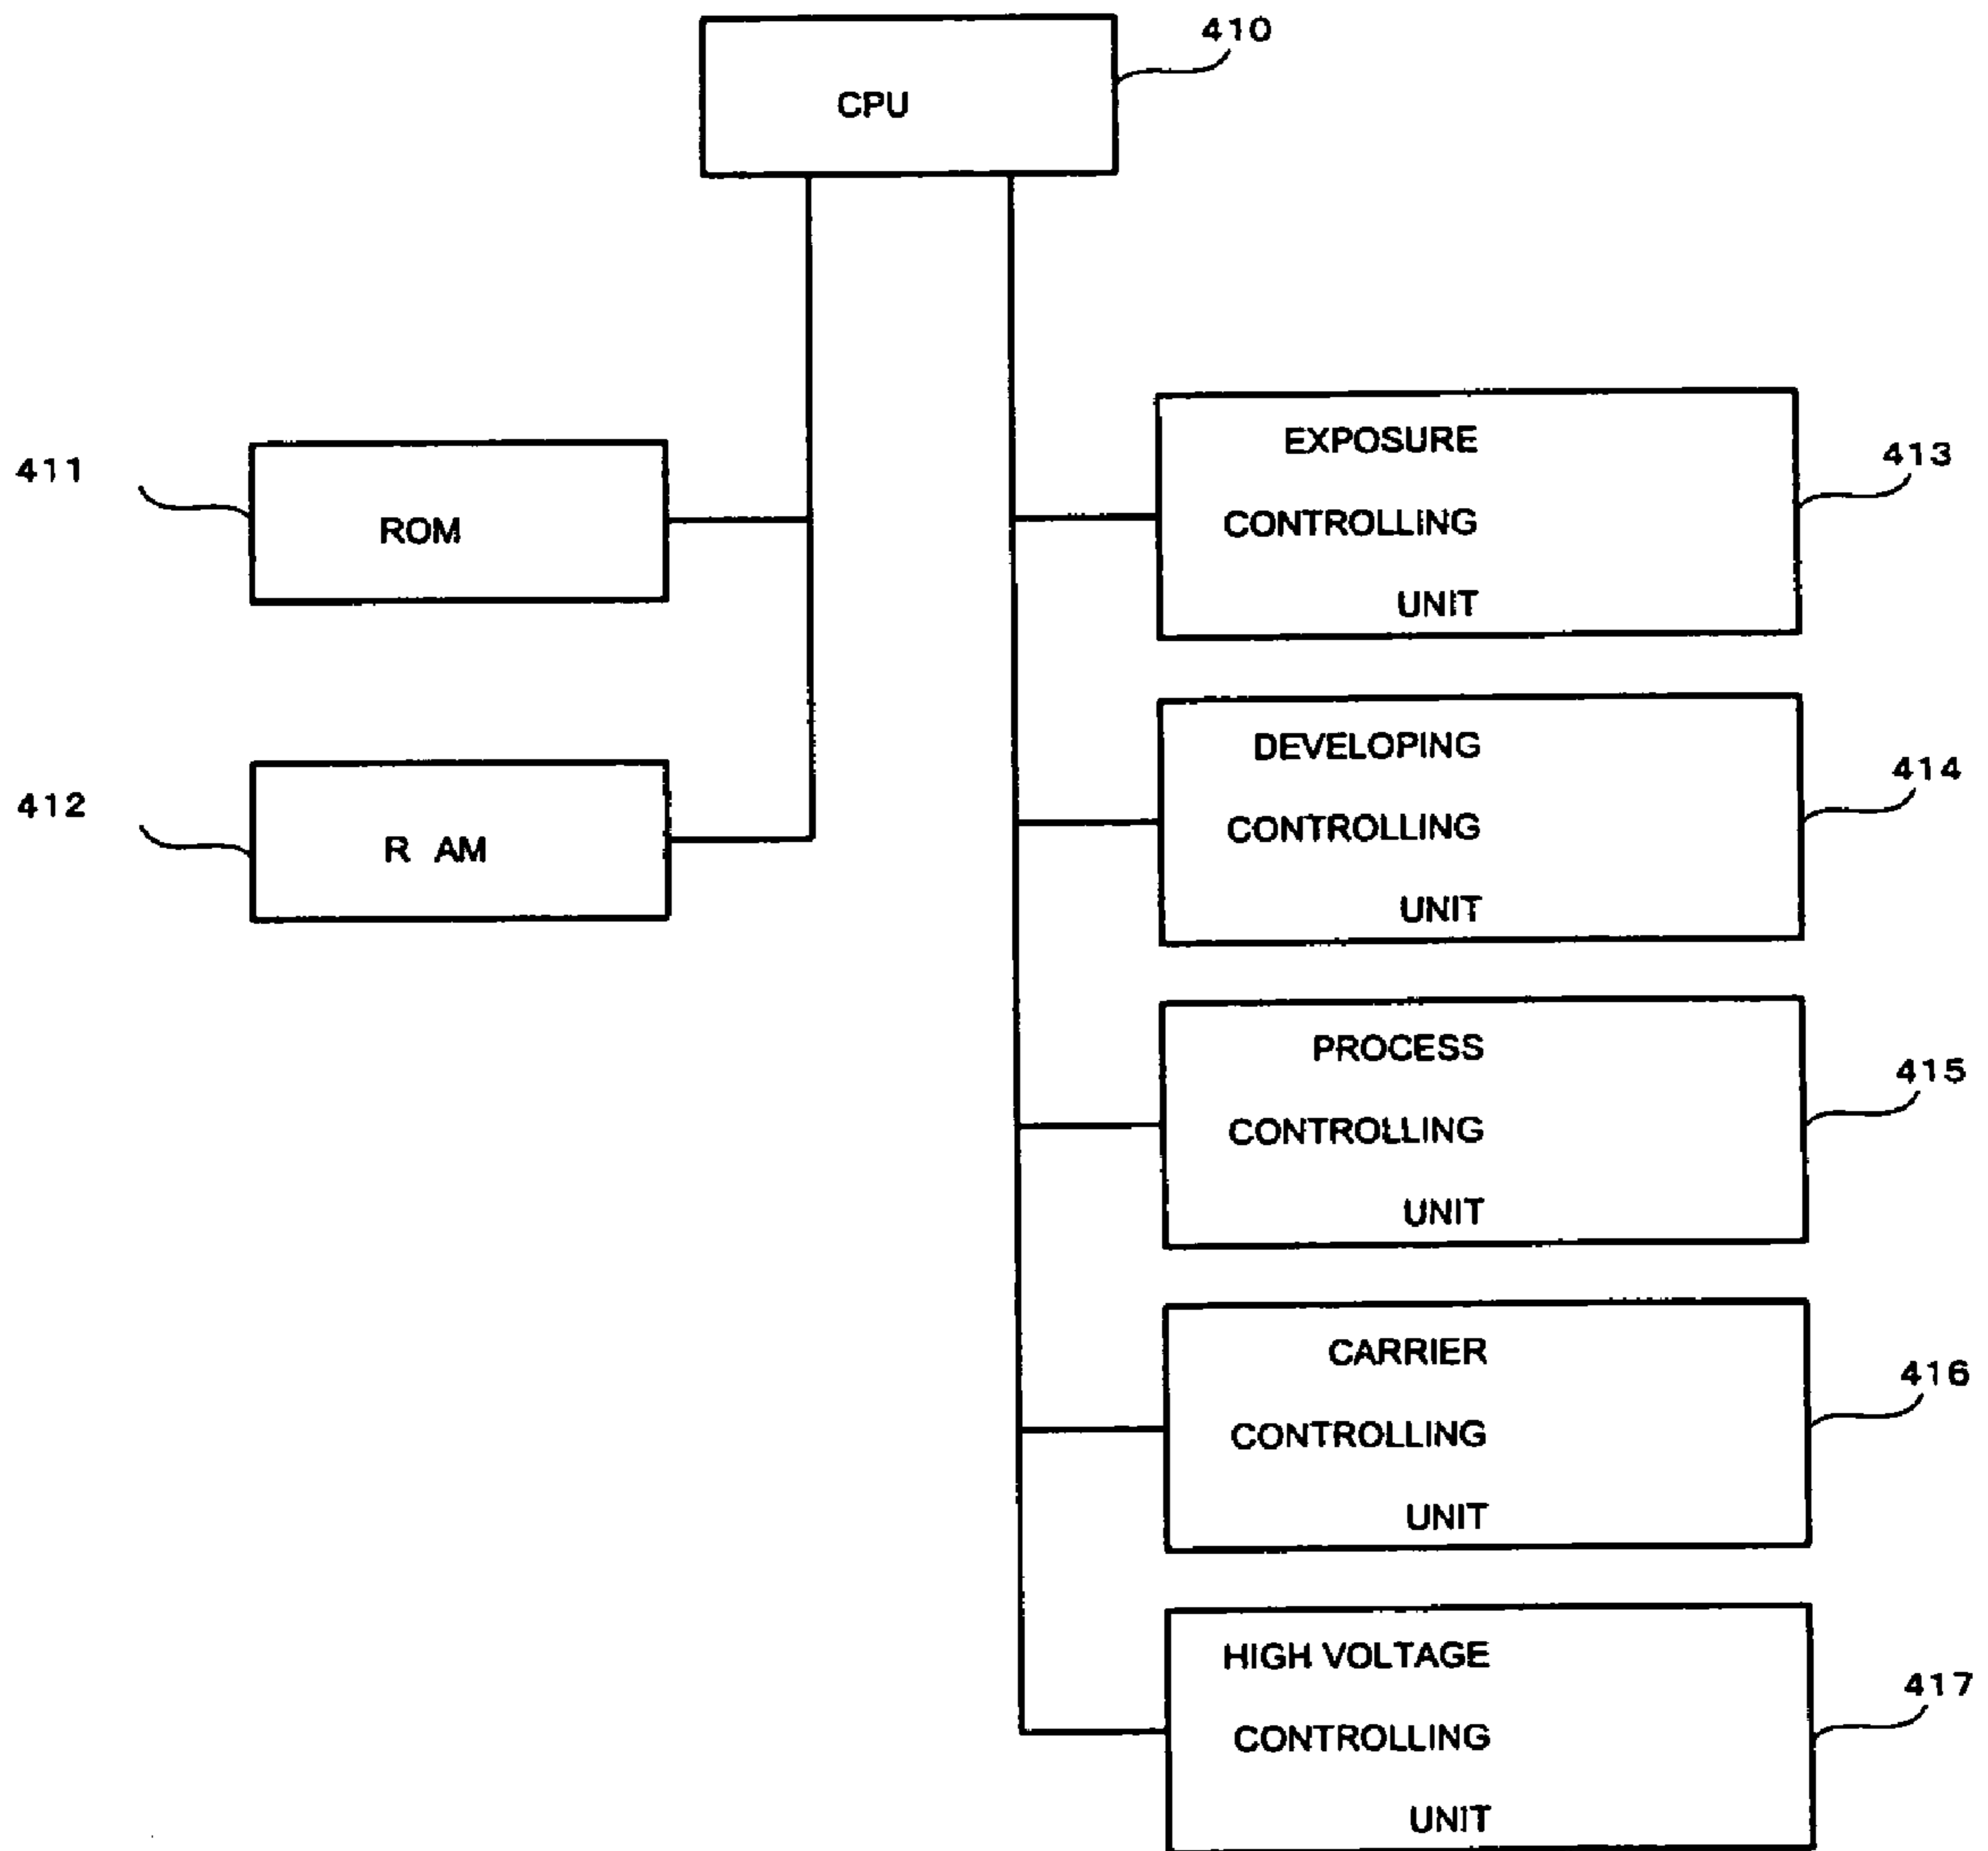 410
CPU
411
ROM
412
R AM
EXPOSURE
CONTROLLING
UNIT
413
DEVELOPING
CONTROLLING
UNIT
414
PROCESS
CONTROLLING
UNIT
415
CARRIER
CONTROLLING
UNIT
416
HIGH VOLTAGE
CONTROLLING
UNIT
417